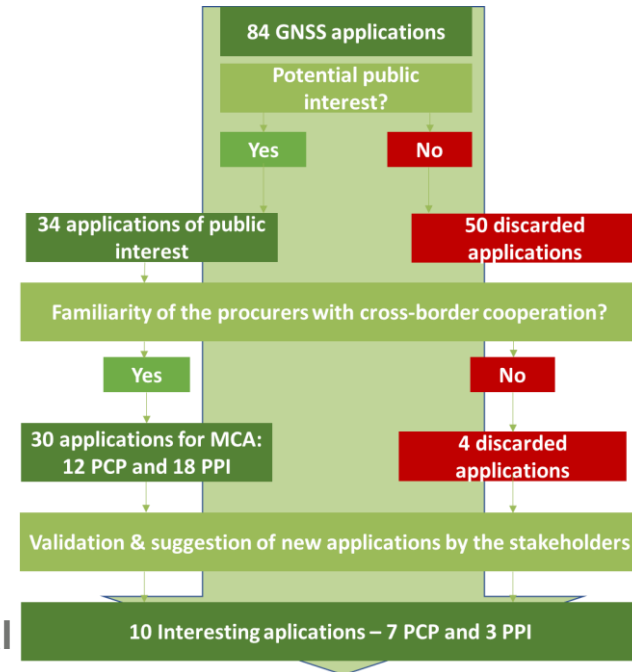 84 GNSS applications
Potential public
interest?
Yes
No
34 applications of public
interest
50 discarded
applications
Familiarity of the procurers with cross-border cooperation?
Yes
No
30 applications for MCA:
12 PCP and 18 PPI
4 discarded
applications
Validation & suggestion of new applications by the stakeholders
10 Interesting aplications – 7 PCP and 3 PPI